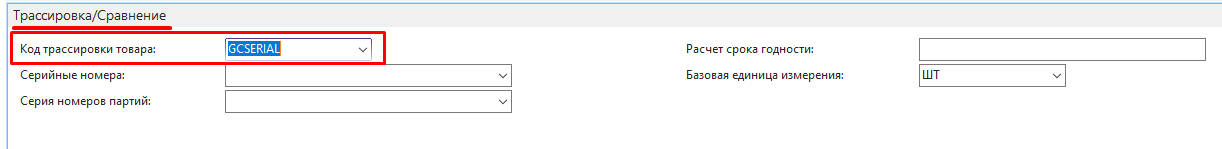 Трассировка/Сравнение
Код трассировки товара: GCSERIAL Расчет срока годности:
Серийные номера: Базовая единица измерения: ШТ
Серия номеров партий: